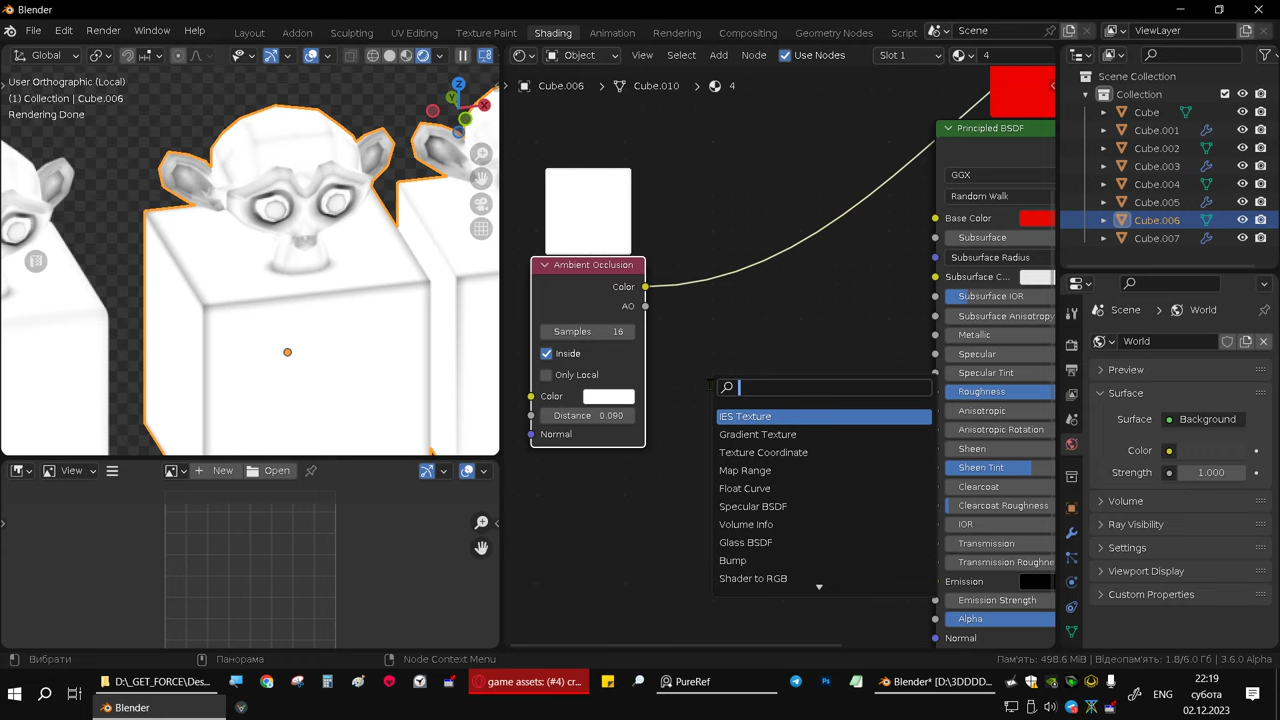 Blender
File Edit Render Window Help Layout Addon Sculpting UV Editing Texture Paint Shading Animation Rendering Compositing Geometry Nodes Scene ViewLayer
Global Object View Select Add Node Use Nodes Slot 1 4
User Orthographic (Local)
(1) Collection | Cube.006
Rendering Done
Z
Y
X
Cube.006 > Cube.010 > 4
Ambient Occlusion
Color
AO
Samples 16
Inside
Only Local
Color
Distance 0.090
Normal
IES Texture
Gradient Texture
Texture Coordinate
Map Range
Float Curve
Specular BSDF
Volume Info
Glass BSDF
Bump
Shader to RGB
Principled BSDF
GGX
Random Walk
Base Color
Subsurface
Subsurface Radius
Subsurface C...
Subsurface IOR
Subsurface Anisotropy
Metallic
Specular
Specular Tint
Roughness
Anisotropic
Anisotropic Rotation
Sheen
Sheen Tint
Clearcoat
Clearcoat Roughness
IOR
Transmission
Transmission Roughne
Emission
Emission Strength
Alpha
Normal
Scene Collection
Collection
Cube
Cube.001
Cube.002
Cube.003
Cube.004
Cube.005
Cube.006
Cube.007
Scene > World
World
Preview
Surface
Surface Background
Color
Strength 1.000
Volume
Ray Visibility
Settings
Viewport Display
Custom Properties
View New Open
Вибрати Панорама Node Context Menu Пам'ять: 498.6 MiB | Відеопам'ять: 1.8/6.0 Гб | 3.6.0 Alpha
D:\_GET_FORCE\Des... game assets: (#4) cr... PureRef Blender* [D:\3DDDD... ENG 22:19
субота
02.12.2023
Blender